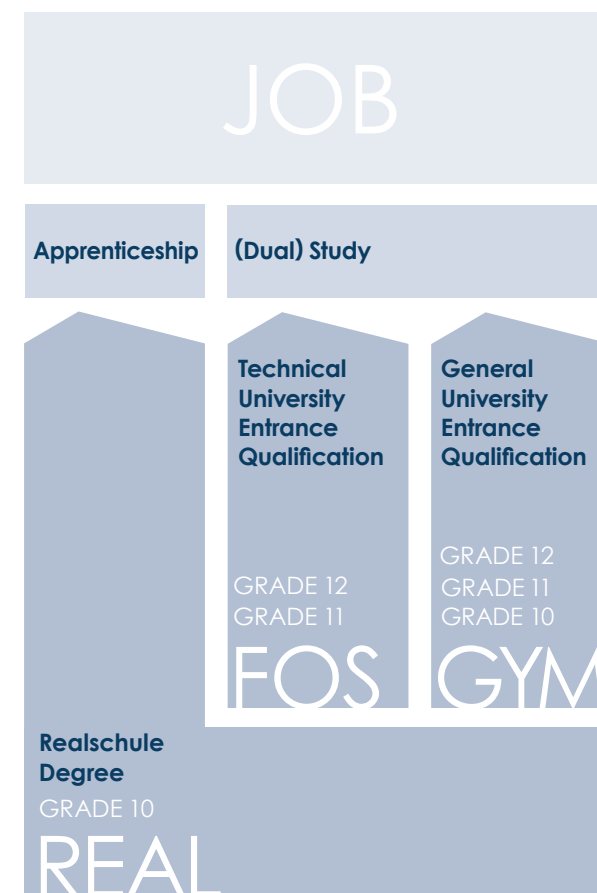 JOB
Apprenticeship
(Dual) Study
Technical
University
Entrance
Qualification
GRADE 12
GRADE 11
FOS
General
University
Entrance
Qualification
GRADE 12
GRADE 11
GRADE 10
GYM
Realschule
Degree
GRADE 10
REAL